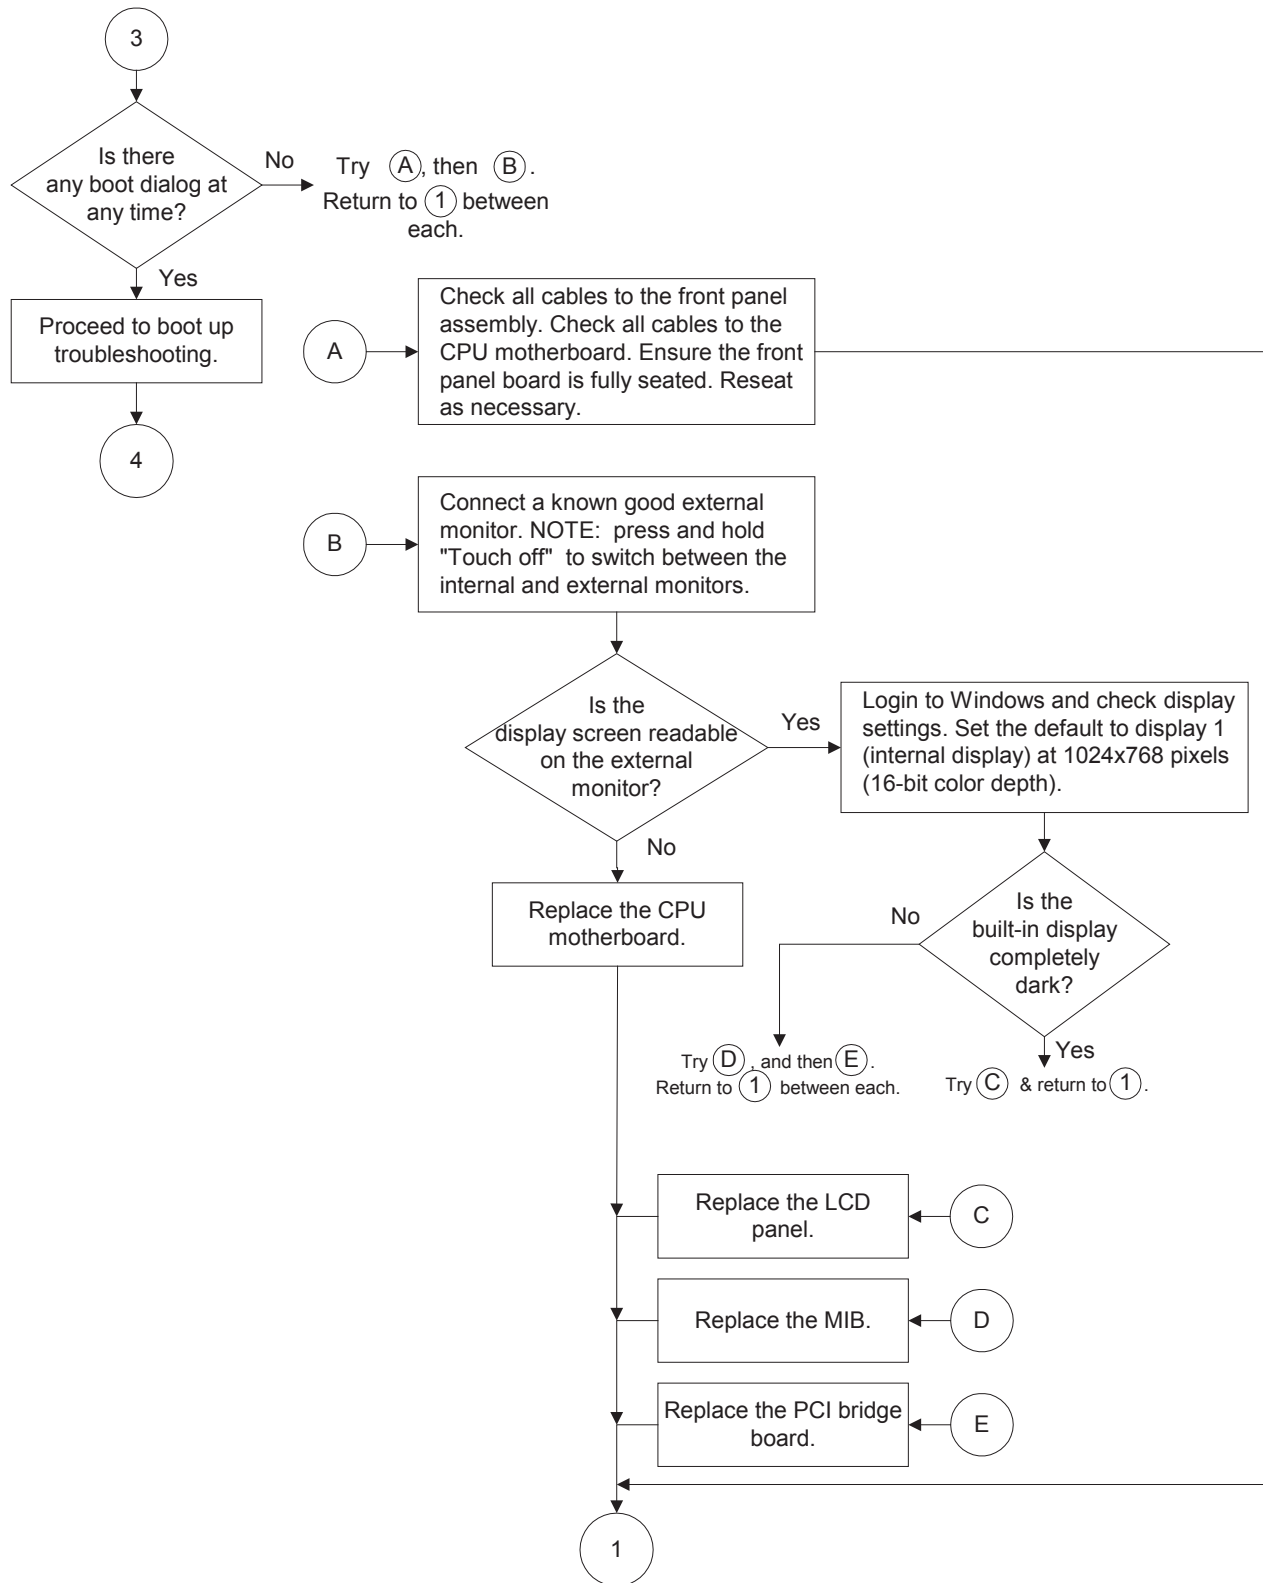 3
Is there
any boot dialog at
any time?
No
Try A, then B.
Return to 1 between
each.
Yes
Proceed to boot up
troubleshooting.
4
A
Check all cables to the front panel
assembly. Check all cables to the
CPU motherboard. Ensure the front
panel board is fully seated. Reseat
as necessary.
B
Connect a known good external
monitor. NOTE: press and hold
"Touch off" to switch between the
internal and external monitors.
Is the
display screen readable
on the external
monitor?
Yes
Login to Windows and check display
settings. Set the default to display 1
(internal display) at 1024x768 pixels
(16-bit color depth).
No
Replace the CPU
motherboard.
Is the
built-in display
completely
dark?
No
Try D, and then E.
Return to 1 between each.
Yes
Try C & return to 1.
Replace the LCD
panel.
C
Replace the MIB.
D
Replace the PCI bridge
board.
E
1